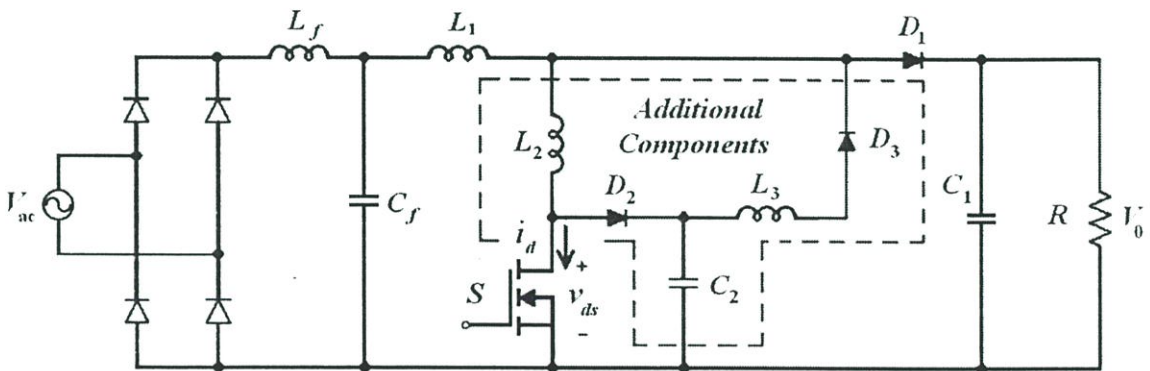 L_f
L_1
D_1
Additional
Components
L_2
D_3
D_2
L_3
V_ac
C_f
C_1
R
V_0
i_d
+
C_2
S
v_ds
-